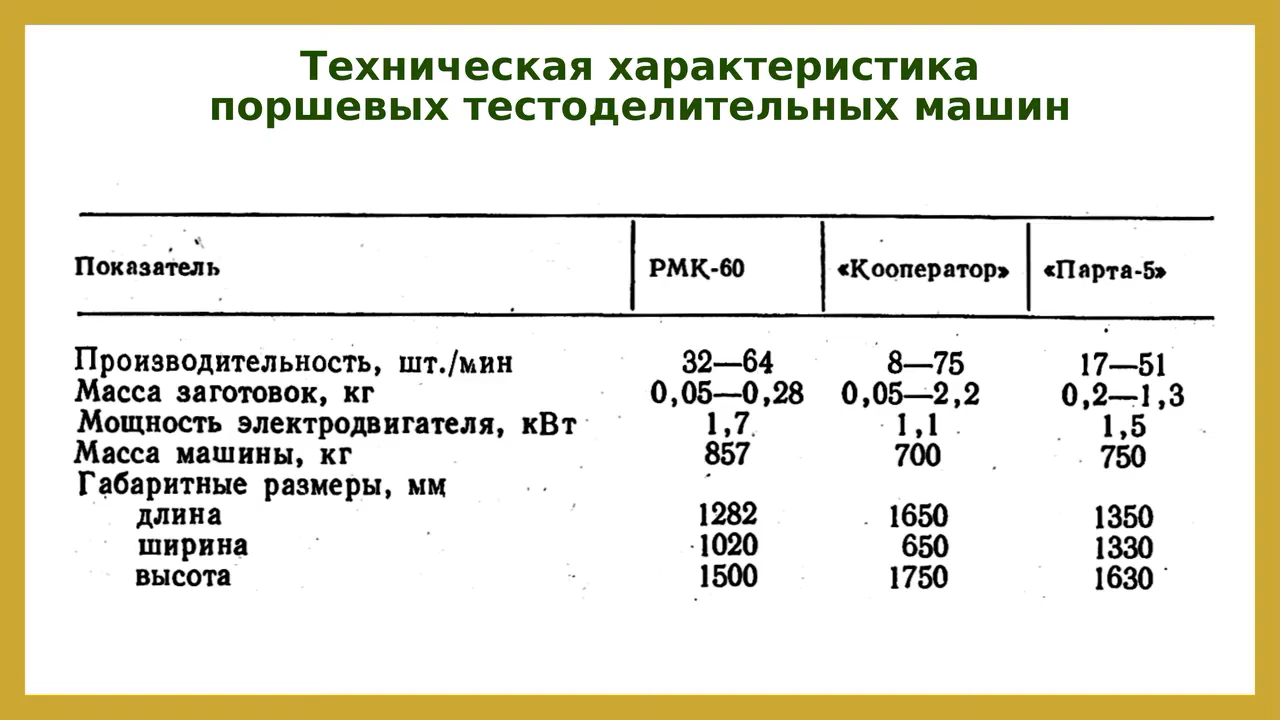 Техническая характеристика
поршевых тестоделительных машин
Показатель РМК-60 «Кооператор» «Парта-5»
Производительность, шт./мин 32—64 8—75 17—51
Масса заготовок, кг 0,05—0,28 0,05—2,2 0,2—1,3
Мощность электродвигателя, кВт 1,7 1,1 1,5
Масса машины, кг 857 700 750
Габаритные размеры, мм
длина 1282 1650 1350
ширина 1020 650 1330
высота 1500 1750 1630